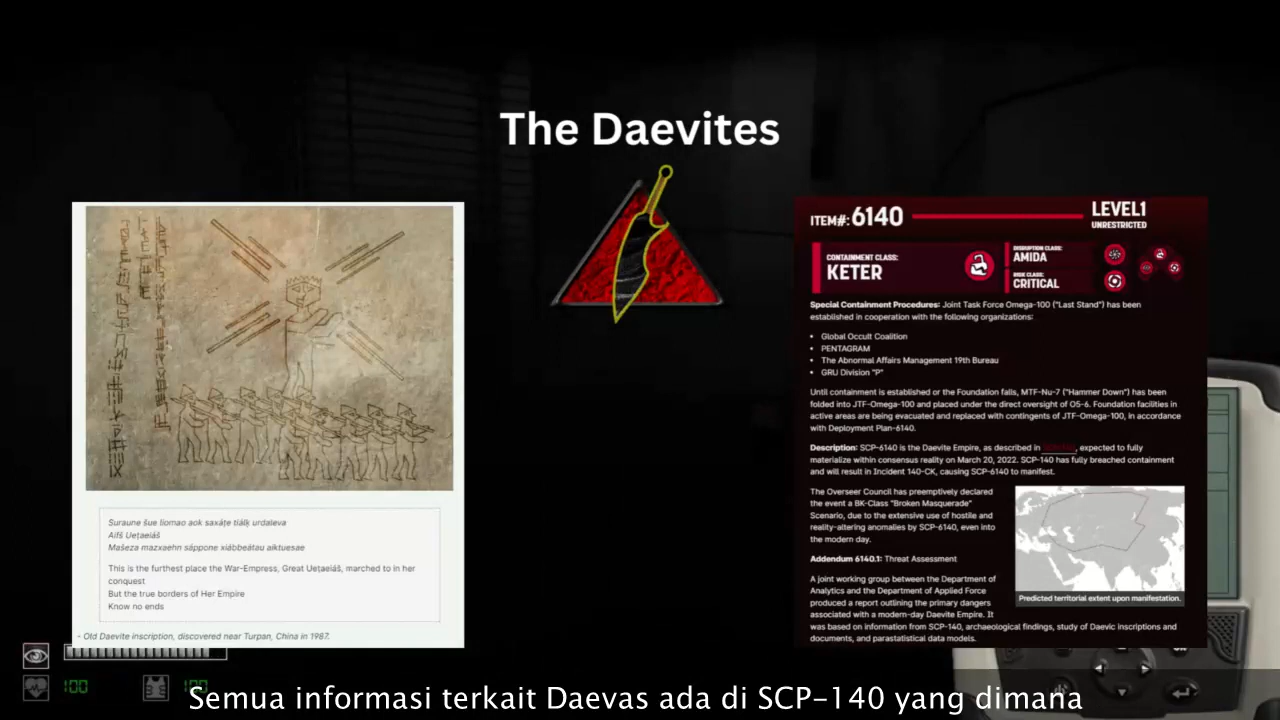 The Daevites
Suraune šue liomao aok saxáțe tiálķ urdaleva
Aifš Uețaeiáš
Mašeza mazxaehn sáppone xiábbeátau aiktuesae
This is the furthest place the War-Empress, Great Uețaeiáš, marched to in her
conquest
But the true borders of Her Empire
Know no ends
- Old Daevite inscription, discovered near Turpan, China in 1987.
ITEM#: 6140
LEVEL1
UNRESTRICTED
CONTAINMENT CLASS:
KETER
DISRUPTION CLASS:
AMIDA
RISK CLASS:
CRITICAL
Special Containment Procedures: Joint Task Force Omega-100 ("Last Stand") has been
established in cooperation with the following organizations:
• Global Occult Coalition
• PENTAGRAM
• The Abnormal Affairs Management 19th Bureau
• GRU Division "P"
Until containment is established or the Foundation falls, MTF-Nu-7 ("Hammer Down") has been
folded into JTF-Omega-100 and placed under the direct oversight of O5-6. Foundation facilities in
active areas are being evacuated and replaced with contingents of JTF-Omega-100, in accordance
with Deployment Plan-6140.
Description: SCP-6140 is the Daevite Empire, as described in , expected to fully
materialize within consensus reality on March 20, 2022. SCP-140 has fully breached containment
and will result in Incident 140-CK, causing SCP-6140 to manifest.
The Overseer Council has preemptively declared
the event a BK-Class "Broken Masquerade"
Scenario, due to the extensive use of hostile and
reality-altering anomalies by SCP-6140, even into
the modern day.
Addendum 6140.1: Threat Assessment
A joint working group between the Department of
Analytics and the Department of Applied Force
produced a report outlining the primary dangers
associated with a modern-day Daevite Empire. It
was based on information from SCP-140, archaeological findings, study of Daevic inscriptions and
documents, and parastatistical data models.
Predicted territorial extent upon manifestation.
100
100
Semua informasi terkait Daevas ada di SCP-140 yang dimana